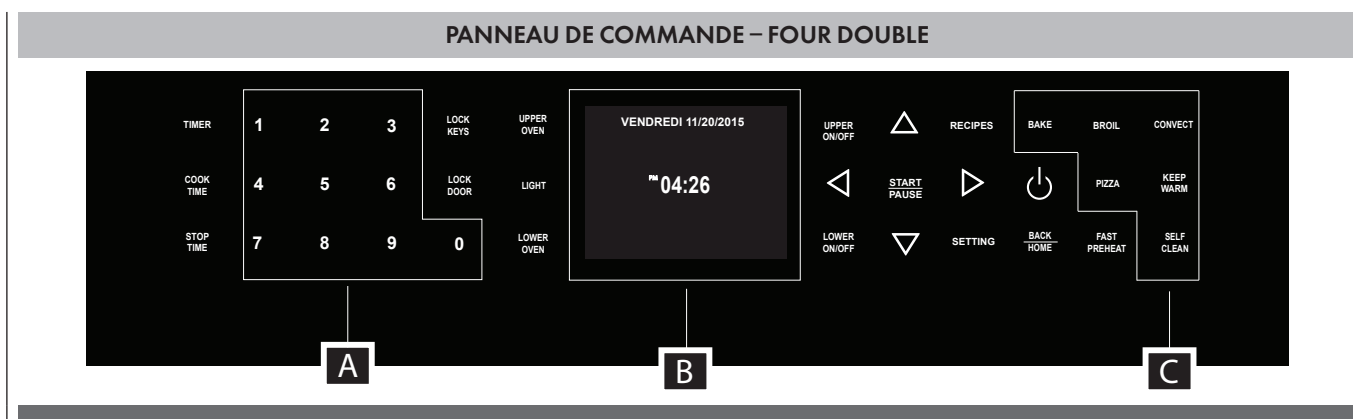 PANNEAU DE COMMANDE – FOUR DOUBLE
TIMER 1 2 3 LOCK KEYS UPPER OVEN VENDREDI 11/20/2015 UPPER ON/OFF RECIPES BAKE BROIL CONVECT
COOK TIME 4 5 6 LOCK DOOR LIGHT PM 04:26 START PAUSE PIZZA KEEP WARM
STOP TIME 7 8 9 0 LOWER OVEN LOWER ON/OFF SETTING BACK HOME FAST PREHEAT SELF CLEAN
A B C